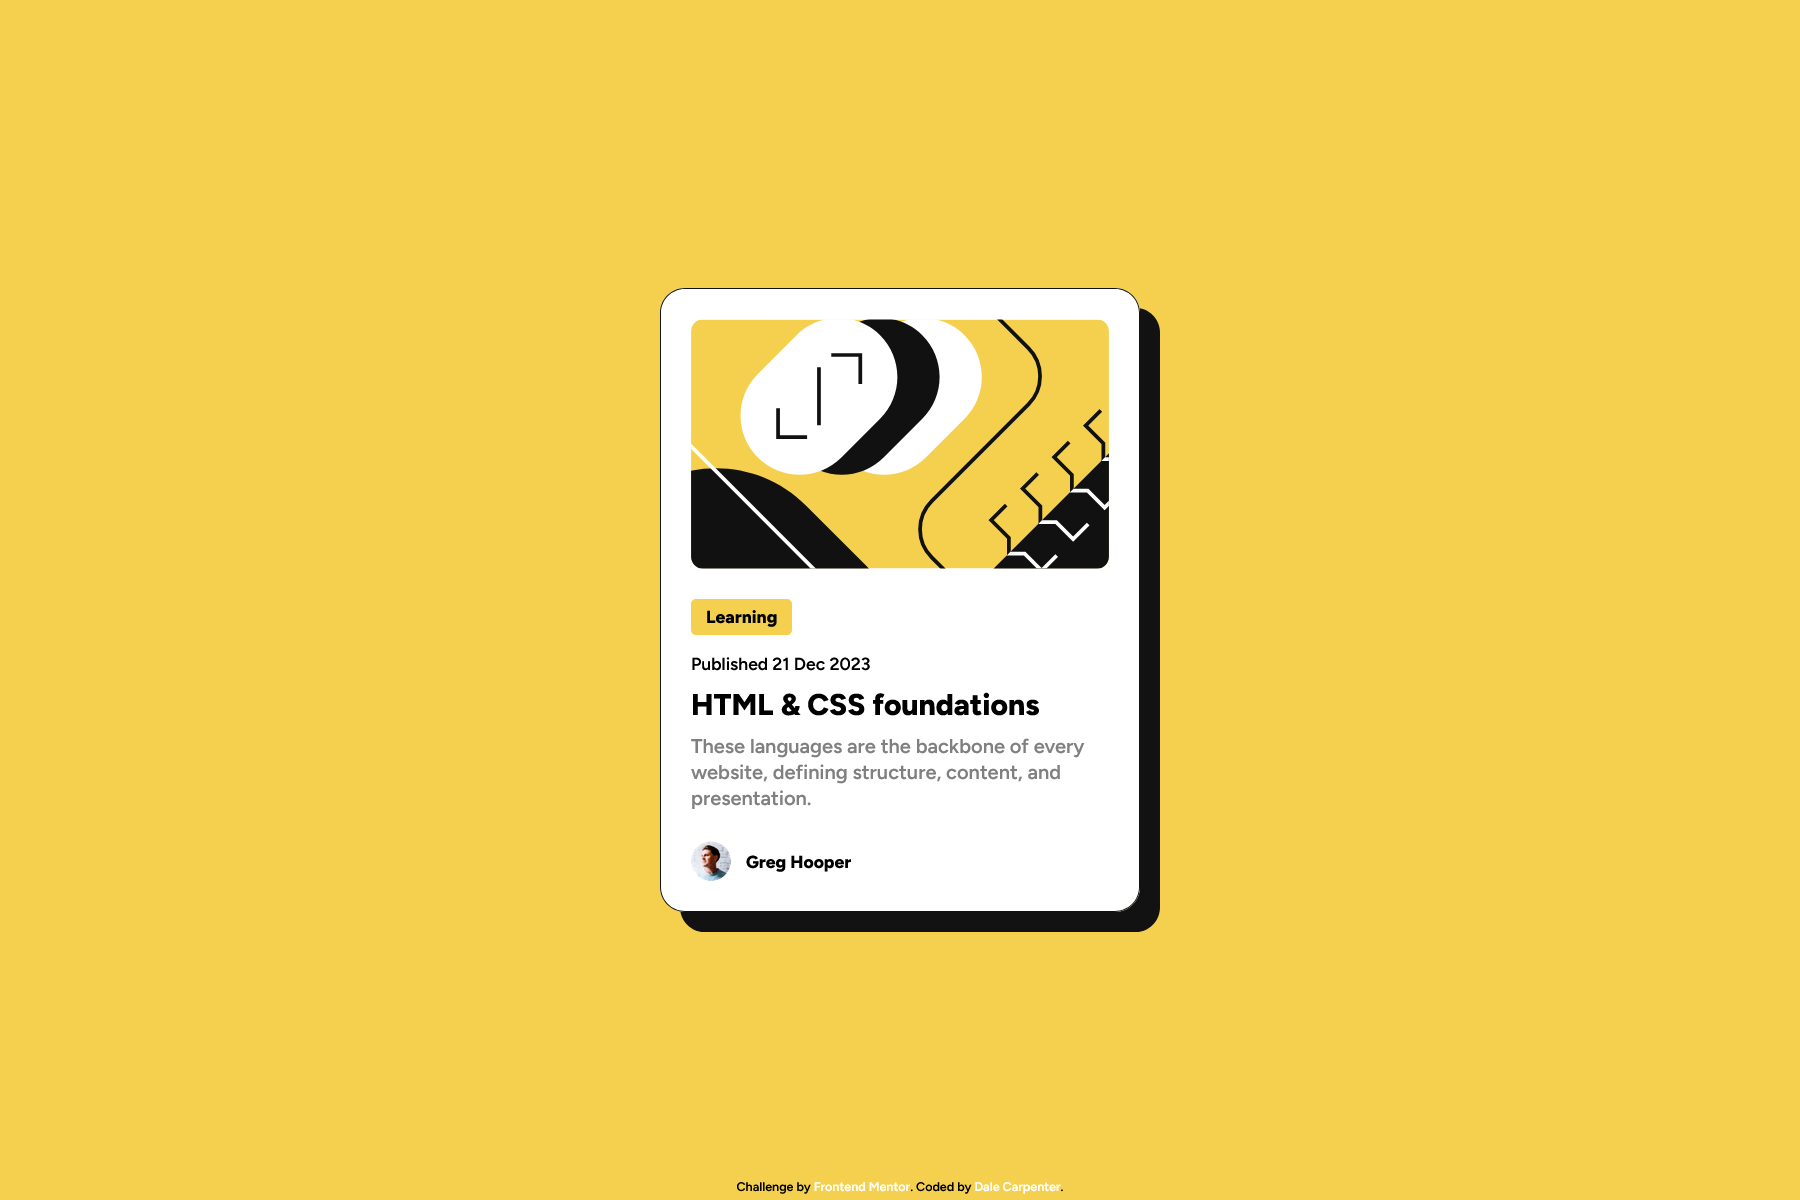 Learning
Published 21 Dec 2023
HTML & CSS foundations
These languages are the backbone of every
website, defining structure, content, and
presentation.
Greg Hooper
Challenge by Frontend Mentor. Coded by Dale Carpenter.